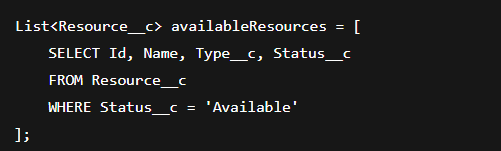 List<Resource__c> availableResources = [
    SELECT Id, Name, Type__c, Status__c
    FROM Resource__c
    WHERE Status__c = 'Available'
];